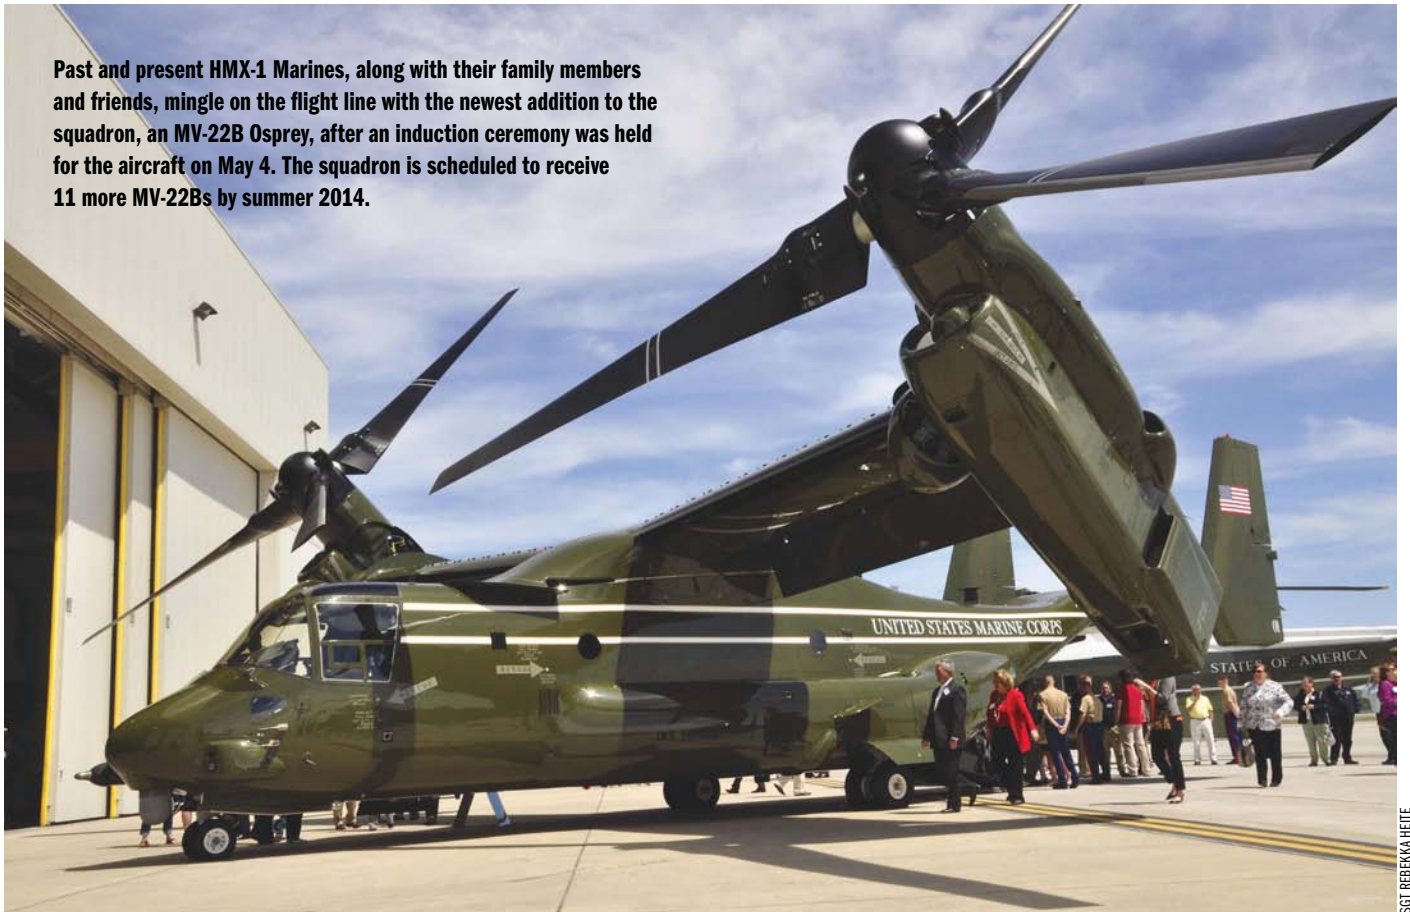 Past and present HMX-1 Marines, along with their family members
and friends, mingle on the flight line with the newest addition to the
squadron, an MV-22B Osprey, after an induction ceremony was held
for the aircraft on May 4. The squadron is scheduled to receive
11 more MV-22Bs by summer 2014.
UNITED STATES MARINE CORPS
STATES OF AMERICA
SGT REBEKKA HEITE